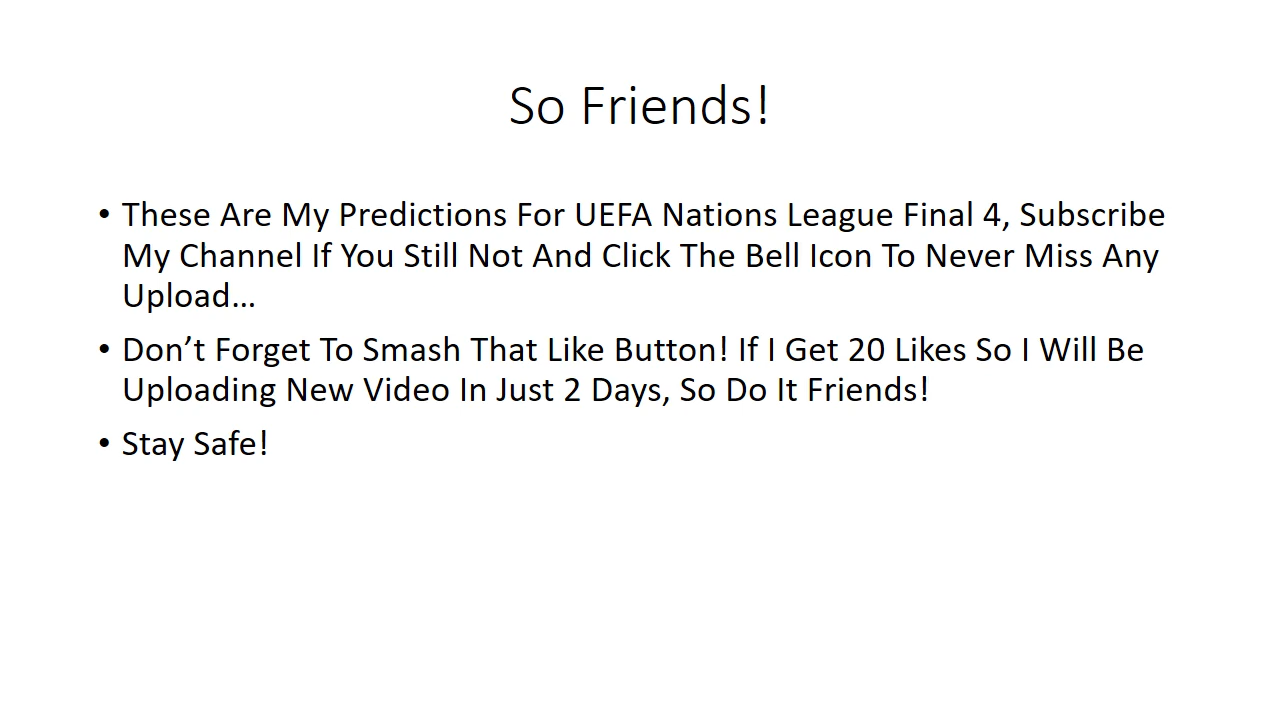 So Friends!
• These Are My Predictions For UEFA Nations League Final 4, Subscribe
My Channel If You Still Not And Click The Bell Icon To Never Miss Any
Upload…
• Don’t Forget To Smash That Like Button! If I Get 20 Likes So I Will Be
Uploading New Video In Just 2 Days, So Do It Friends!
• Stay Safe!